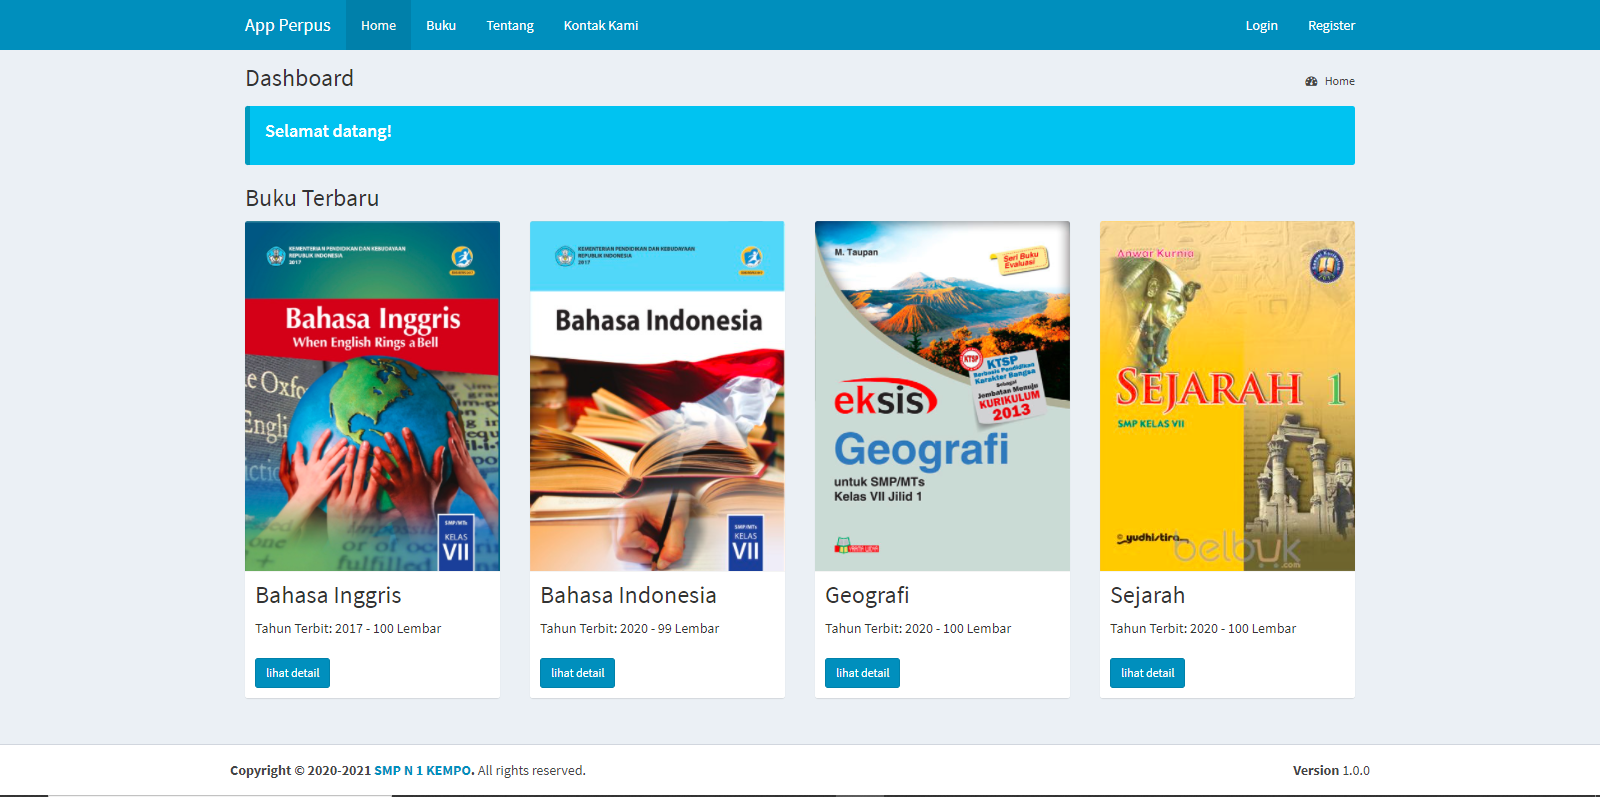 App Perpus
Home
Buku
Tentang
Kontak Kami
Login
Register
Dashboard
Home
Selamat datang!
Buku Terbaru
KEMENTERIAN PENDIDIKAN DAN KEBUDAYAAN
REPUBLIK INDONESIA
2017
Bahasa Inggris
When English Rings a Bell
SMP/MTs
KELAS
VII
Bahasa Inggris
Tahun Terbit: 2017 - 100 Lembar
lihat detail
KEMENTERIAN PENDIDIKAN DAN KEBUDAYAAN
REPUBLIK INDONESIA
2017
Bahasa Indonesia
SMP/MTs
KELAS
VII
Bahasa Indonesia
Tahun Terbit: 2020 - 99 Lembar
lihat detail
M. Taupan
Seri Buku
Evaluasi
KTSP
KTSP
Berbasis Pendidikan
Karakter Bangsa
Sebagai
Jembatan Menuju
KURIKULUM
2013
eksis
Geografi
untuk SMP/MTs
Kelas VII Jilid 1
Geografi
Tahun Terbit: 2020 - 100 Lembar
lihat detail
Anwar Kurnia
SEJARAH 1
SMP KELAS VII
yudhistira
belbuk
.com
Sejarah
Tahun Terbit: 2020 - 100 Lembar
lihat detail
Copyright © 2020-2021 SMP N 1 KEMPO. All rights reserved.
Version 1.0.0